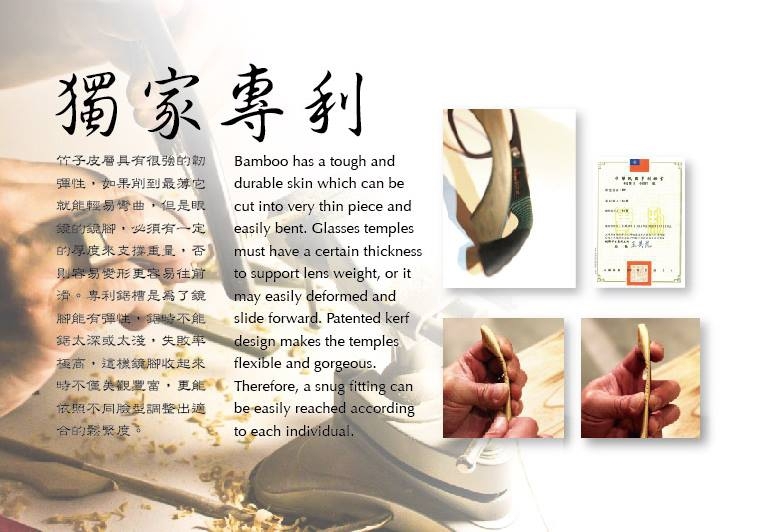 獨家專利
竹子皮層具有很強的韌
彈性，如果削到最薄它
就能輕易彎曲，但是眼
鏡的鏡腳，必須有一定
的厚度來支撐重量，否
則容易變形更容易往前
滑。專利鋸槽是為了鏡
腳能有彈性，鋸時不能
鋸太深或太淺，失敗率
極高，這樣鏡腳收起來
時不僅美觀豐富，更能
依照不同臉型調整出適
合的鬆緊度。
Bamboo has a tough and
durable skin which can be
cut into very thin piece and
easily bent. Glasses temples
must have a certain thickness
to support lens weight, or it
may easily deformed and
slide forward. Patented kerf
design makes the temples
flexible and gorgeous.
Therefore, a snug fitting can
be easily reached according
to each individual.
中華民國專利證書